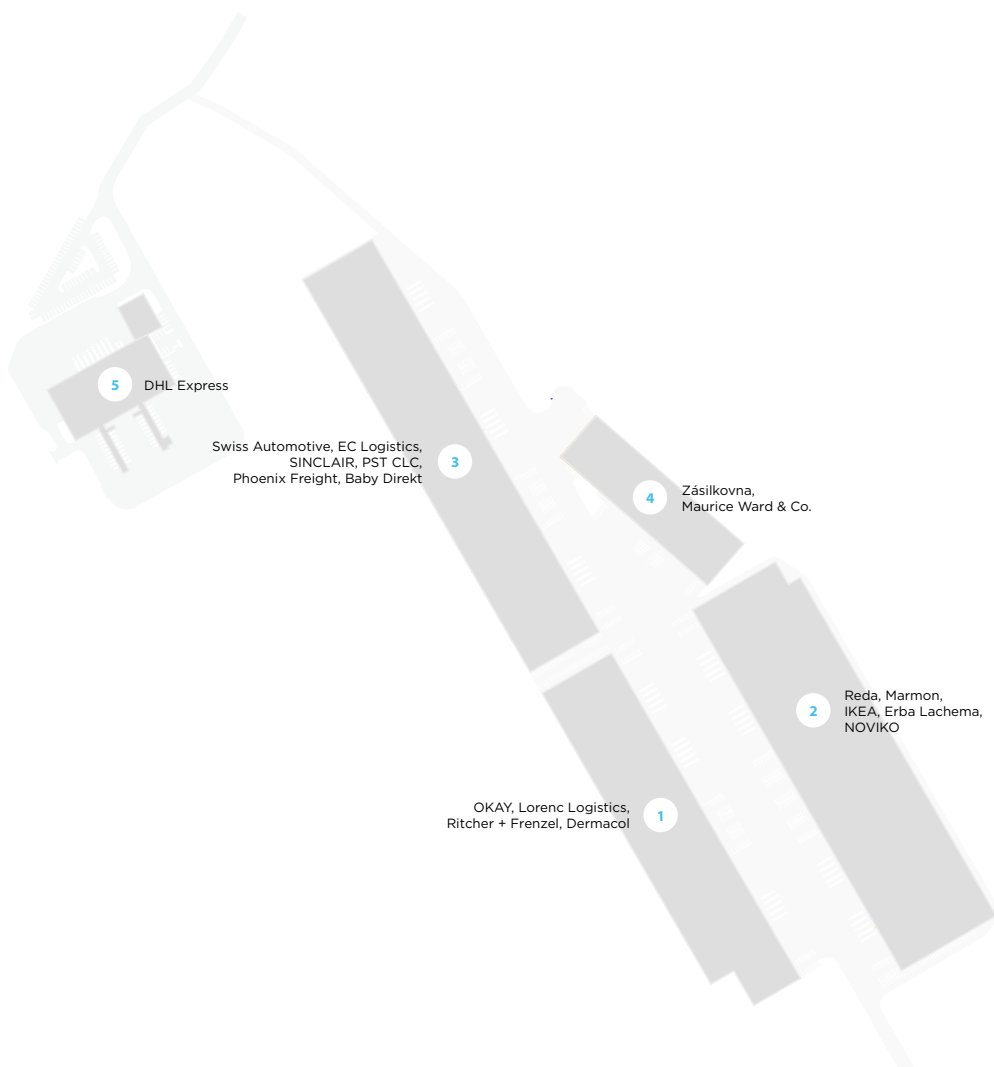 5
DHL Express
Swiss Automotive, EC Logistics,
SINCLAIR, PST CLC,
Phoenix Freight, Baby Direkt
3
4
Zásilkovna,
Maurice Ward & Co.
2
Reda, Marmon,
IKEA, Erba Lachema,
NOVIKO
OKAY, Lorenc Logistics,
Ritcher + Frenzel, Dermacol
1